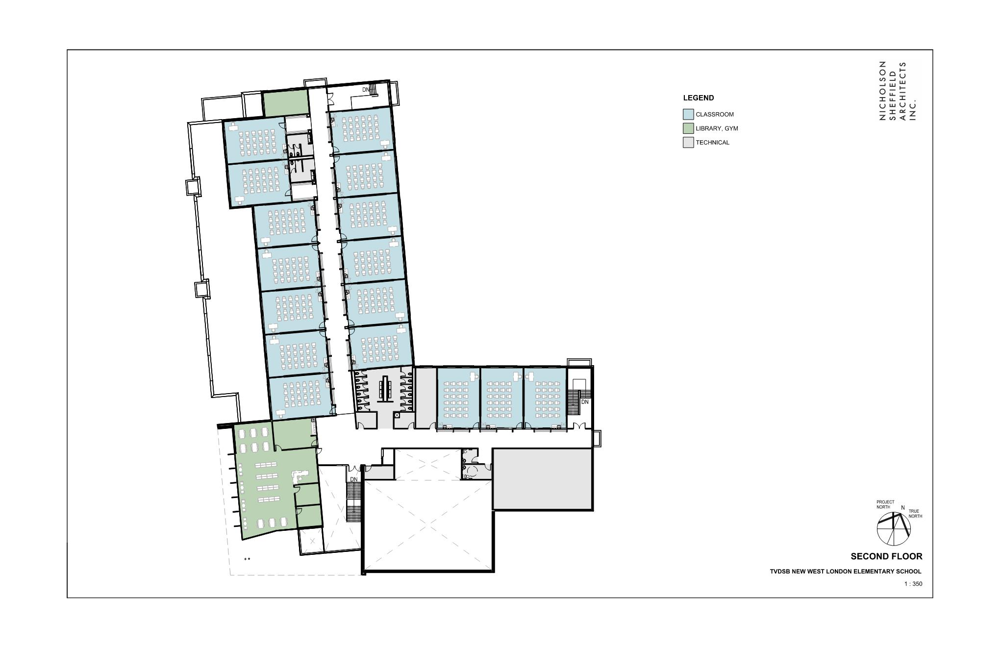 NICHOLSON
SHEFFIELD
ARCHITECTS
INC.
LEGEND
CLASSROOM
LIBRARY, GYM
TECHNICAL
DN
DN
DN
PROJECT
NORTH
N
TRUE
NORTH
SECOND FLOOR
TVDSB NEW WEST LONDON ELEMENTARY SCHOOL
1 : 350